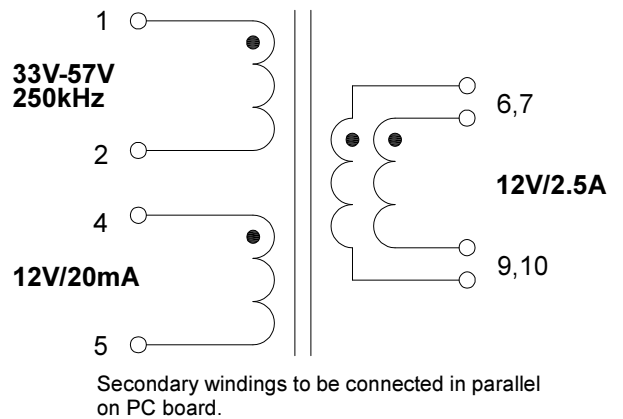 1
33V-57V
250kHz
2
4
12V/20mA
5
6,7
12V/2.5A
9,10
Secondary windings to be connected in parallel
on PC board.